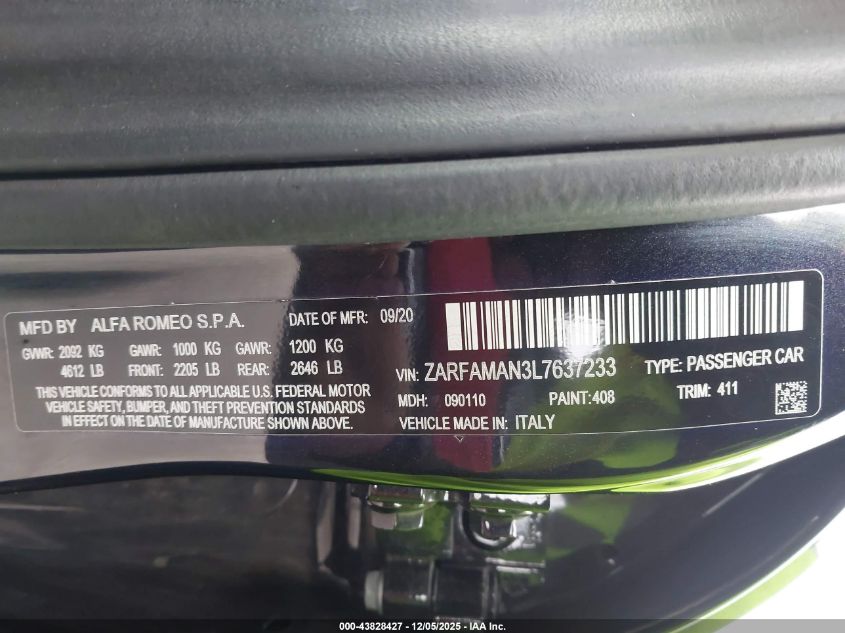 MFD BY ALFA ROMEO S.P.A. DATE OF MFR: 09/20
GVWR: 2092 KG GAWR: 1000 KG GAWR: 1200 KG
4612 LB FRONT: 2205 LB REAR: 2646 LB
THIS VEHICLE CONFORMS TO ALL APPLICABLE U.S. FEDERAL MOTOR
VEHICLE SAFETY, BUMPER, AND THEFT PREVENTION STANDARDS
IN EFFECT ON THE DATE OF MANUFACTURE SHOWN ABOVE.
VIN: ZARFAMAN3L7637233 TYPE: PASSENGER CAR
MDH: 090110 PAINT:408 TRIM: 411
VEHICLE MADE IN: ITALY
000-43828427 - 12/05/2025 - IAA Inc.